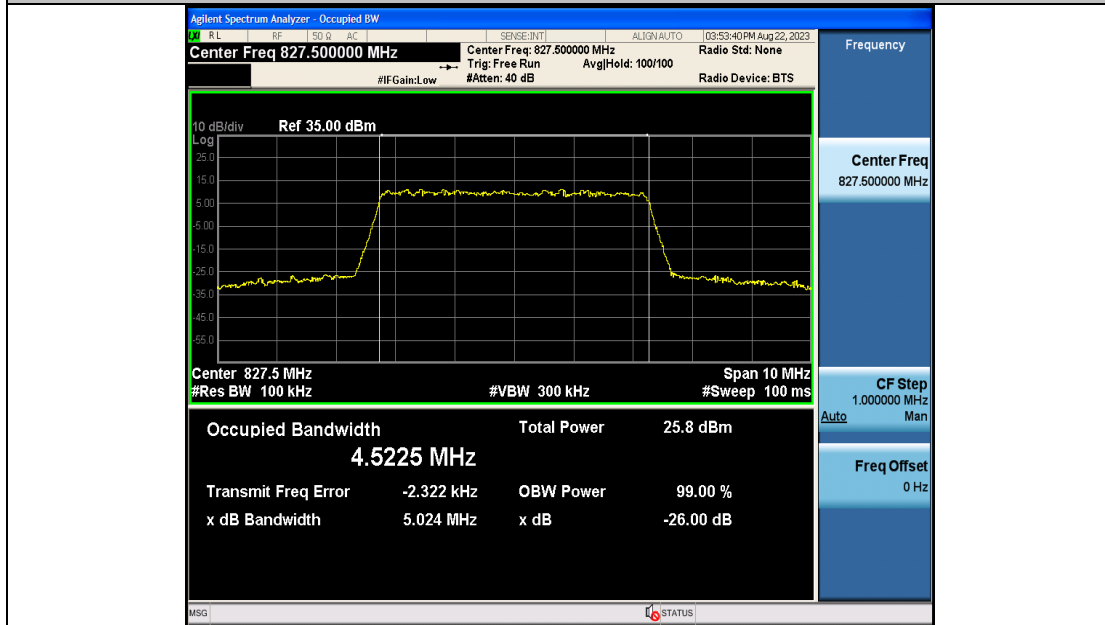 Agilent Spectrum Analyzer - Occupied BW
LXI RL RF 50 Ω AC SENSE:INT ALIGN AUTO 03:53:40 PM Aug 22, 2023
Center Freq 827.500000 MHz
#IFGain:Low
Center Freq: 827.500000 MHz
Trig: Free Run Avg|Hold: 100/100
#Atten: 40 dB
Radio Std: None
Radio Device: BTS
10 dB/div Ref 35.00 dBm
Log
25.0
15.0
5.00
-5.00
-15.0
-25.0
-35.0
-45.0
-55.0
Center 827.5 MHz Span 10 MHz
#Res BW 100 kHz #VBW 300 kHz #Sweep 100 ms
Occupied Bandwidth Total Power 25.8 dBm
4.5225 MHz
Transmit Freq Error -2.322 kHz OBW Power 99.00 %
x dB Bandwidth 5.024 MHz x dB -26.00 dB
MSG STATUS
Frequency
Center Freq
827.500000 MHz
CF Step
1.000000 MHz
Auto Man
Freq Offset
0 Hz